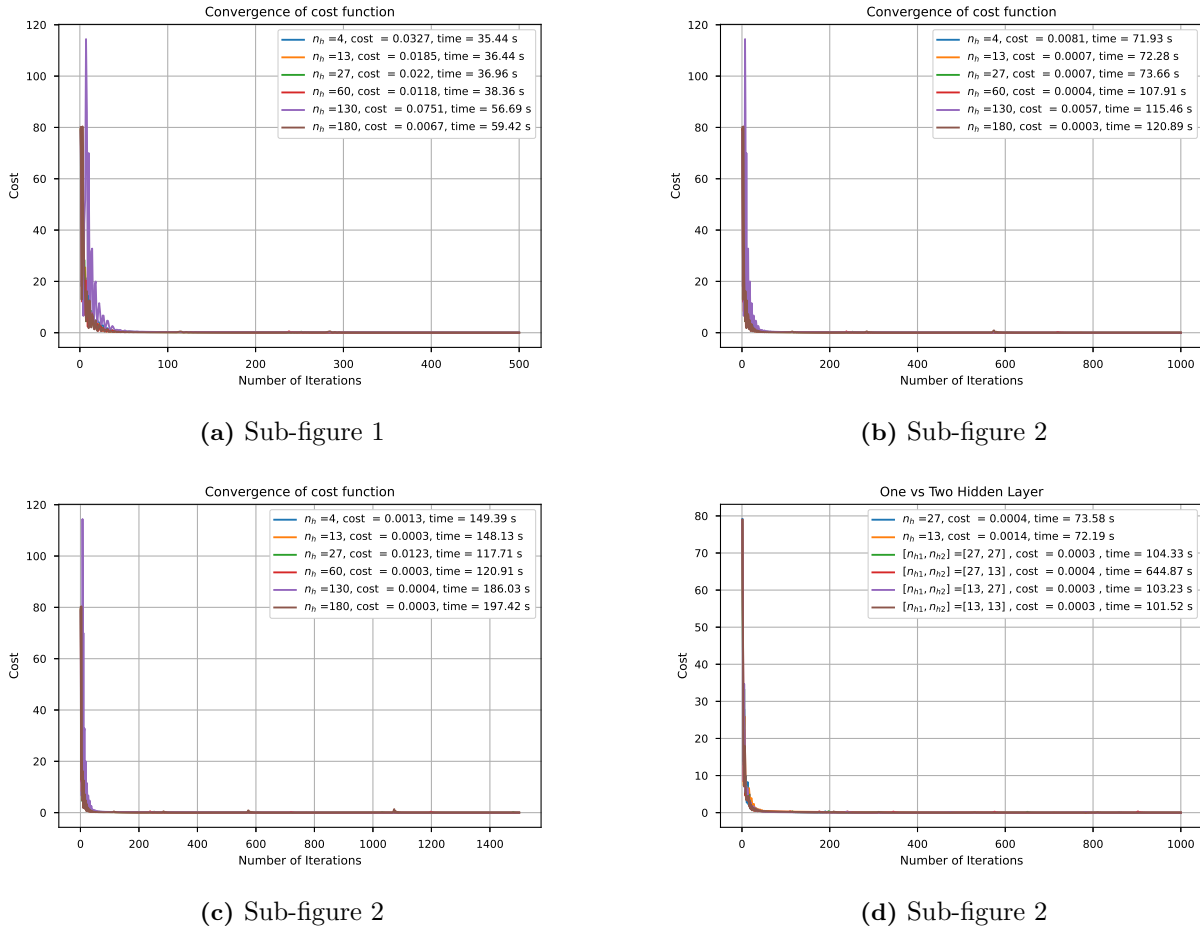 Convergence of cost function
120
100
80
60
40
20
0
Cost
n_h =4, cost = 0.0327, time = 35.44 s
n_h =13, cost = 0.0185, time = 36.44 s
n_h =27, cost = 0.022, time = 36.96 s
n_h =60, cost = 0.0118, time = 38.36 s
n_h =130, cost = 0.0751, time = 56.69 s
n_h =180, cost = 0.0067, time = 59.42 s
0 100 200 300 400 500
Number of Iterations
(a) Sub-figure 1
Convergence of cost function
120
100
80
60
40
20
0
Cost
n_h =4, cost = 0.0081, time = 71.93 s
n_h =13, cost = 0.0007, time = 72.28 s
n_h =27, cost = 0.0007, time = 73.66 s
n_h =60, cost = 0.0004, time = 107.91 s
n_h =130, cost = 0.0057, time = 115.46 s
n_h =180, cost = 0.0003, time = 120.89 s
0 200 400 600 800 1000
Number of Iterations
(b) Sub-figure 2
Convergence of cost function
120
100
80
60
40
20
0
Cost
n_h =4, cost = 0.0013, time = 149.39 s
n_h =13, cost = 0.0003, time = 148.13 s
n_h =27, cost = 0.0123, time = 117.71 s
n_h =60, cost = 0.0003, time = 120.91 s
n_h =130, cost = 0.0004, time = 186.03 s
n_h =180, cost = 0.0003, time = 197.42 s
0 200 400 600 800 1000 1200 1400
Number of Iterations
(c) Sub-figure 2
One vs Two Hidden Layer
80
70
60
50
40
30
20
10
0
Cost
n_h =27, cost = 0.0004, time = 73.58 s
n_h =13, cost = 0.0014, time = 72.19 s
[n_h1, n_h2] =[27, 27] , cost = 0.0003 , time = 104.33 s
[n_h1, n_h2] =[27, 13] , cost = 0.0004 , time = 644.87 s
[n_h1, n_h2] =[13, 27] , cost = 0.0003 , time = 103.23 s
[n_h1, n_h2] =[13, 13] , cost = 0.0003 , time = 101.52 s
0 200 400 600 800 1000
Number of Iterations
(d) Sub-figure 2